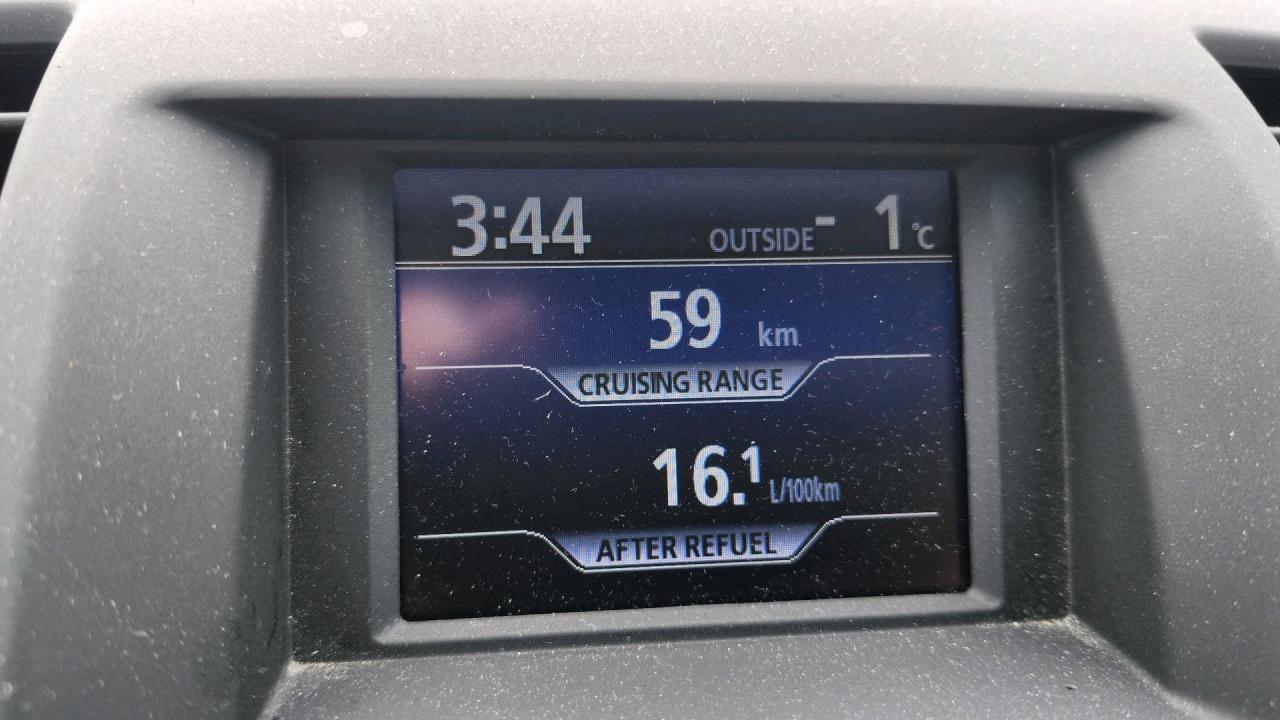 3:44 OUTSIDE - 1°C
59 km
CRUISING RANGE
16.1 L/100km
AFTER REFUEL